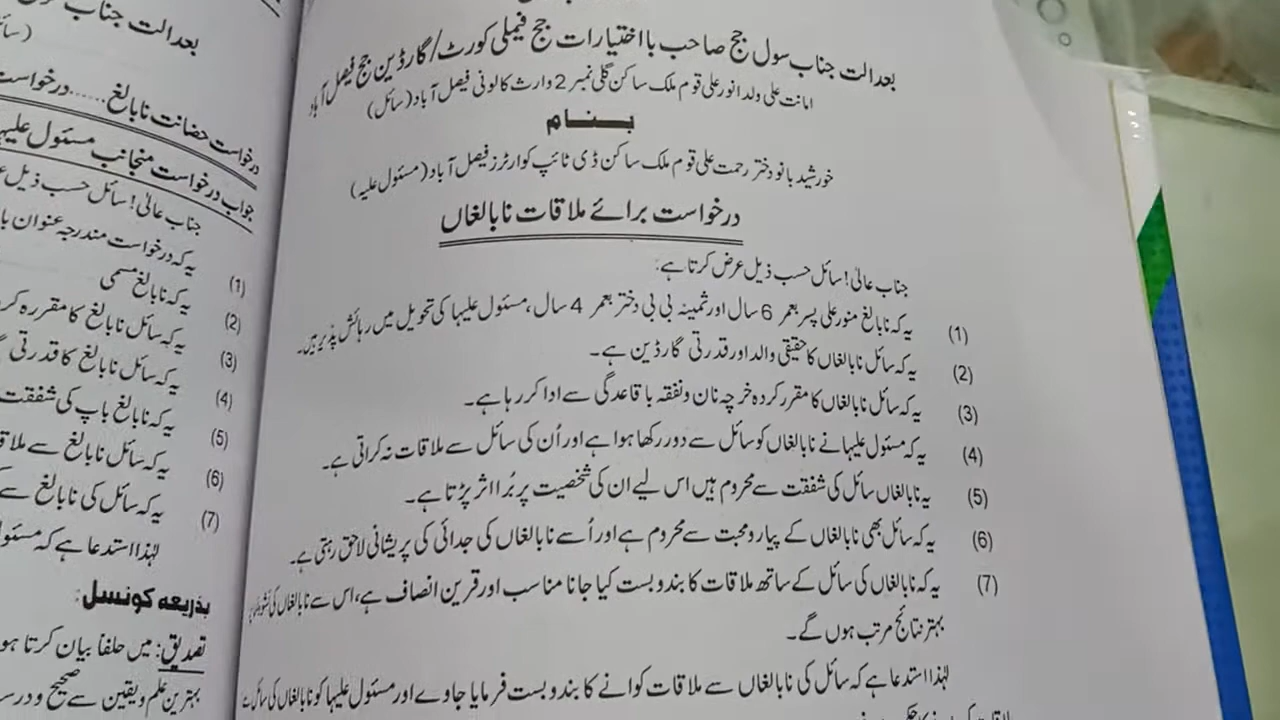 بعدالت جناب سول جج صاحب بااختیارات جج فیملی کورٹ/گارڈین جج فیصل آباد
امانت علی ولد انور علی قوم ملک ساکن گلی نمبر 2 وارث کالونی فیصل آباد (سائل)
بنام
خورشید بانو دختر رحمت علی قوم ملک ساکن ڈی ٹائپ کوارٹرز فیصل آباد (مسئول علیہ)
درخواست برائے ملاقات نابالغاں
جناب عالیٰ! سائل حسب ذیل عرض کرتا ہے:
(1) یہ کہ نابالغ منور علی پسر بعمر 6 سال اور ثمینہ بی بی دختر بعمر 4 سال، مسئول علیہا کی تحویل میں رہائش پذیر ہیں۔
(2) یہ کہ سائل نابالغاں کا حقیقی والد اور قدرتی گارڈین ہے۔
(3) یہ کہ سائل نابالغاں کا مقرر کردہ خرچہ نان ونفقہ باقاعدگی سے ادا کر رہا ہے۔
(4) یہ کہ مسئول علیہا نے نابالغاں کو سائل سے دور رکھا ہوا ہے اور اُن کی سائل سے ملاقات نہ کراتی ہے۔
(5) یہ نابالغاں سائل کی شفقت سے محروم ہیں اس لیے ان کی شخصیت پر بُرا اثر پڑتا ہے۔
(6) یہ کہ سائل بھی نابالغاں کے پیار ومحبت سے محروم ہے اور اُسے نابالغاں کی جدائی کی پریشانی لاحق رہتی ہے۔
(7) یہ کہ نابالغاں کی سائل کے ساتھ ملاقات کا بندوبست کیا جانا مناسب اور قرین انصاف ہے، اس سے نابالغاں کی
بہتر نتائج مرتب ہوں گے۔
لہٰذا استدعا ہے کہ سائل کی نابالغاں سے ملاقات کوانے کا بندوبست فرمایا جاوے اور مسئول علیہا کو نابالغاں کی سائل سے
بعدالت جناب
(سائل
درخواست حضانت نابالغ......درخواست
جواب درخواست منجانب مسئول علیہا
جناب عالیٰ! سائل حسب ذیل
(1) یہ کہ درخواست مندرجہ عنوان
(2) یہ کہ نابالغ مسمی
(3) یہ کہ سائل نابالغ کا مقررہ
(4) یہ کہ سائل نابالغ کا قدرتی
(5) یہ کہ نابالغ باپ کی شفقت
(6) یہ کہ سائل نابالغ سے
(7) یہ کہ سائل کی نابالغ سے
لہٰذا استدعا ہے کہ
بذریعہ کونسل:
تصدیق: میں حلفاً بیان کرتا
بہترین علم ویقین سے صحیح و